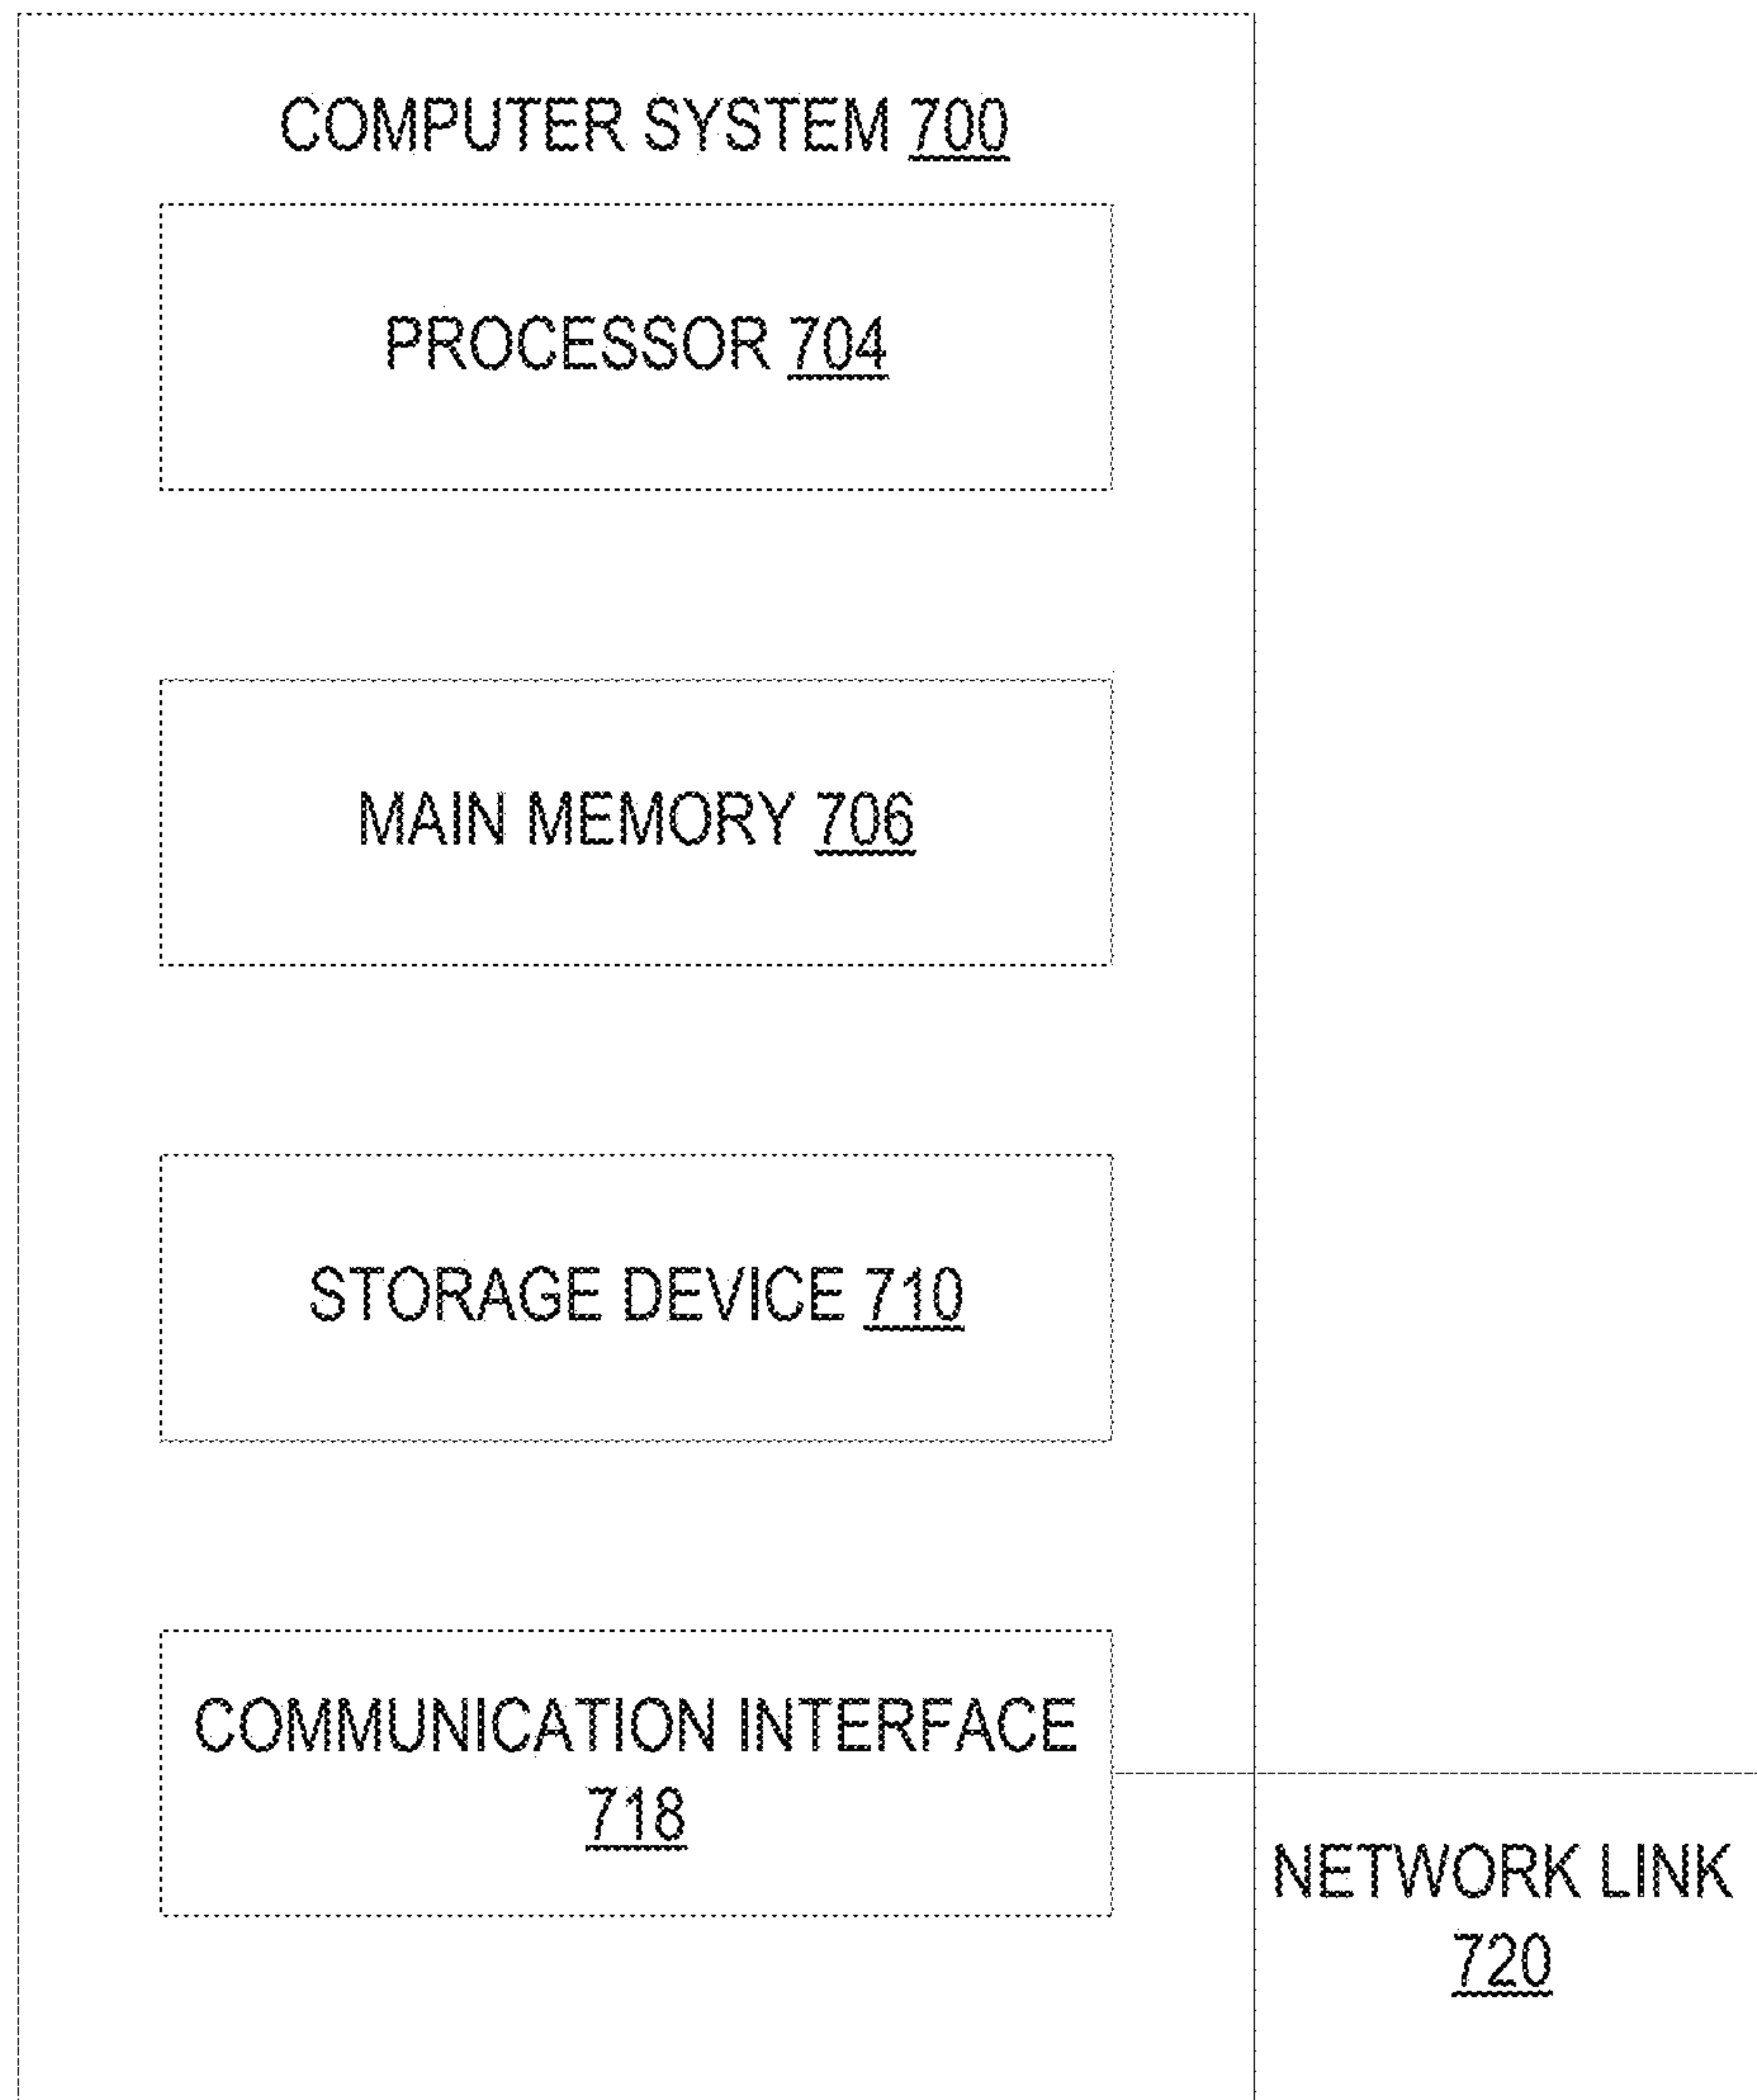 COMPUTER SYSTEM 700
PROCESSOR 704
MAIN MEMORY 706
STORAGE DEVICE 710
COMMUNICATION INTERFACE
718
NETWORK LINK
720